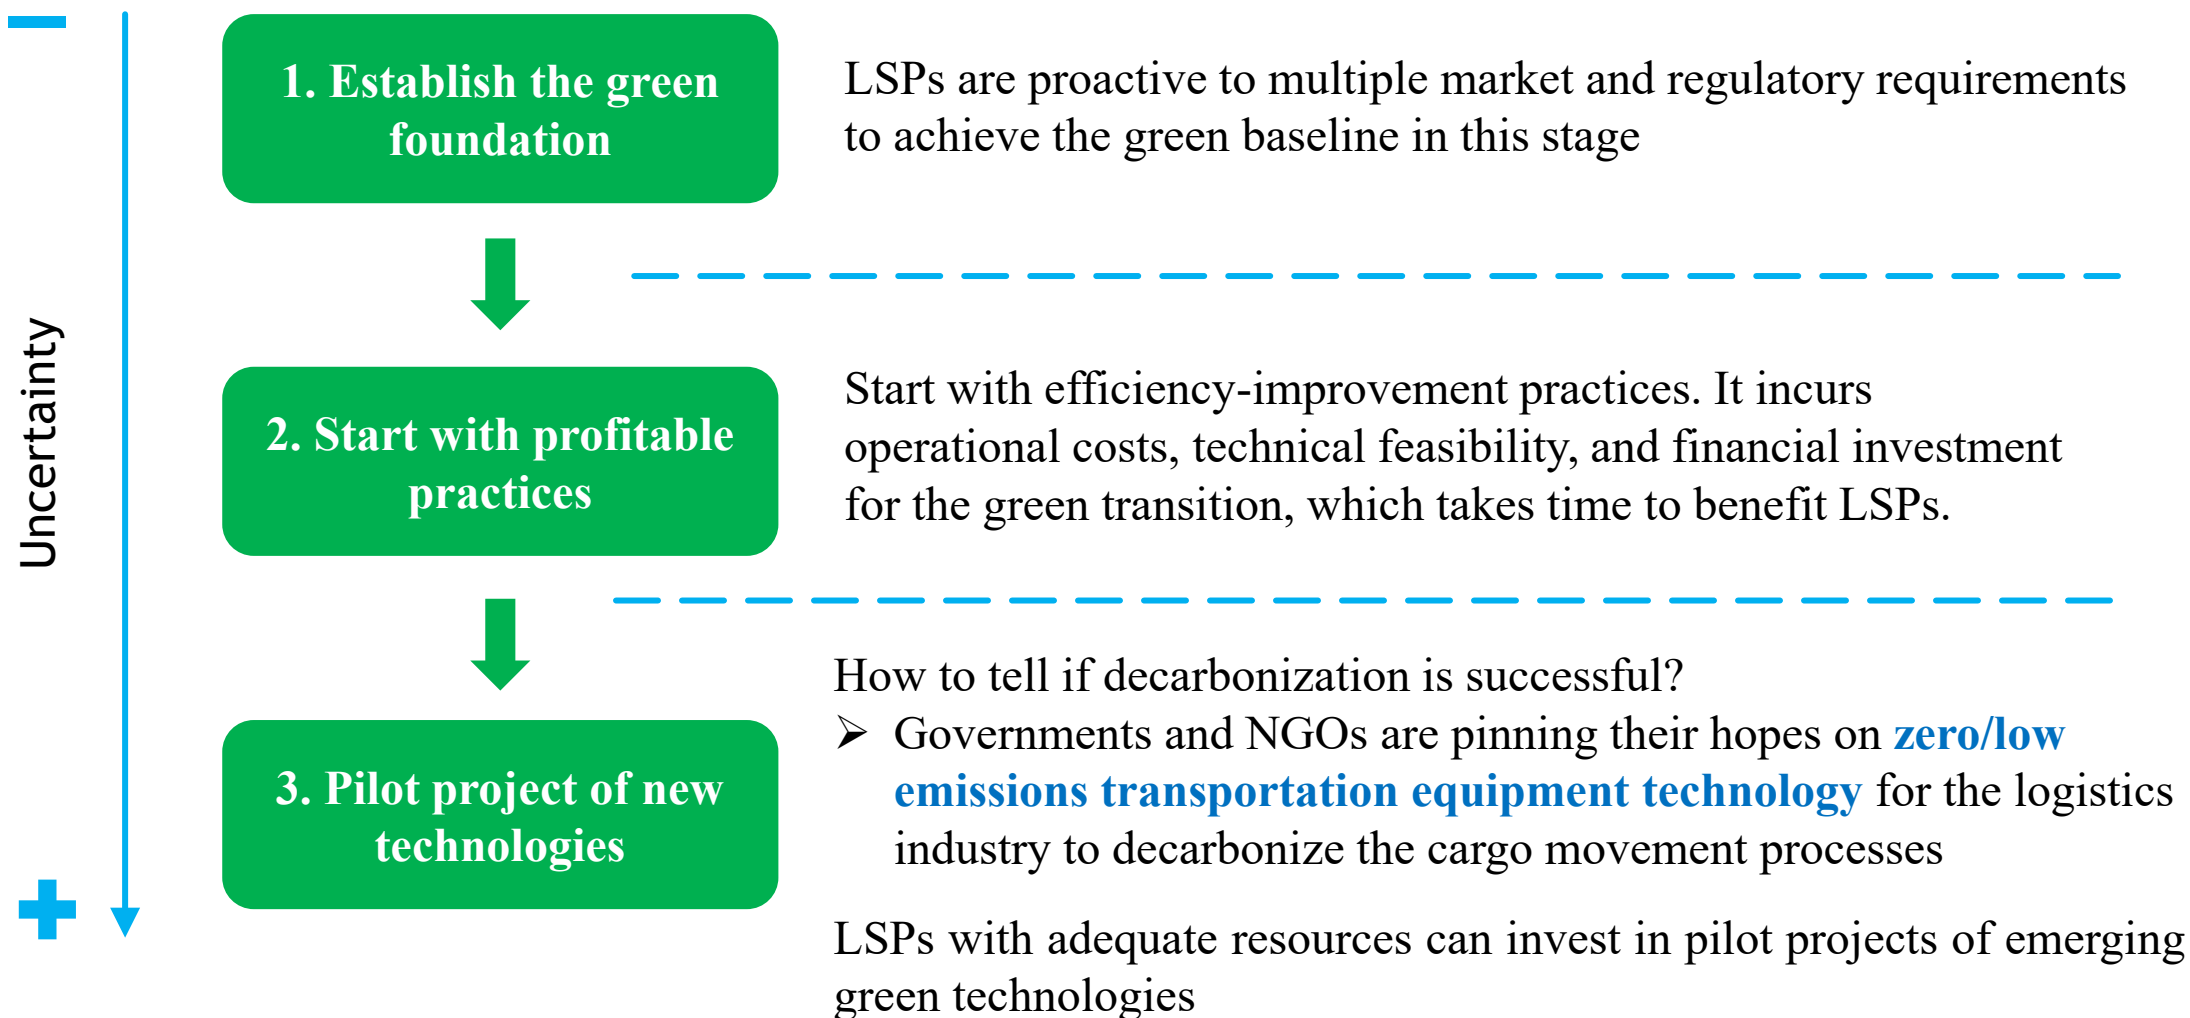 1. Establish the green
foundation
LSPs are proactive to multiple market and regulatory requirements
to achieve the green baseline in this stage
Uncertainty
2. Start with profitable
practices
Start with efficiency-improvement practices. It incurs
operational costs, technical feasibility, and financial investment
for the green transition, which takes time to benefit LSPs.
3. Pilot project of new
technologies
How to tell if decarbonization is successful?
➢ Governments and NGOs are pinning their hopes on zero/low
emissions transportation equipment technology for the logistics
industry to decarbonize the cargo movement processes
LSPs with adequate resources can invest in pilot projects of emerging
green technologies